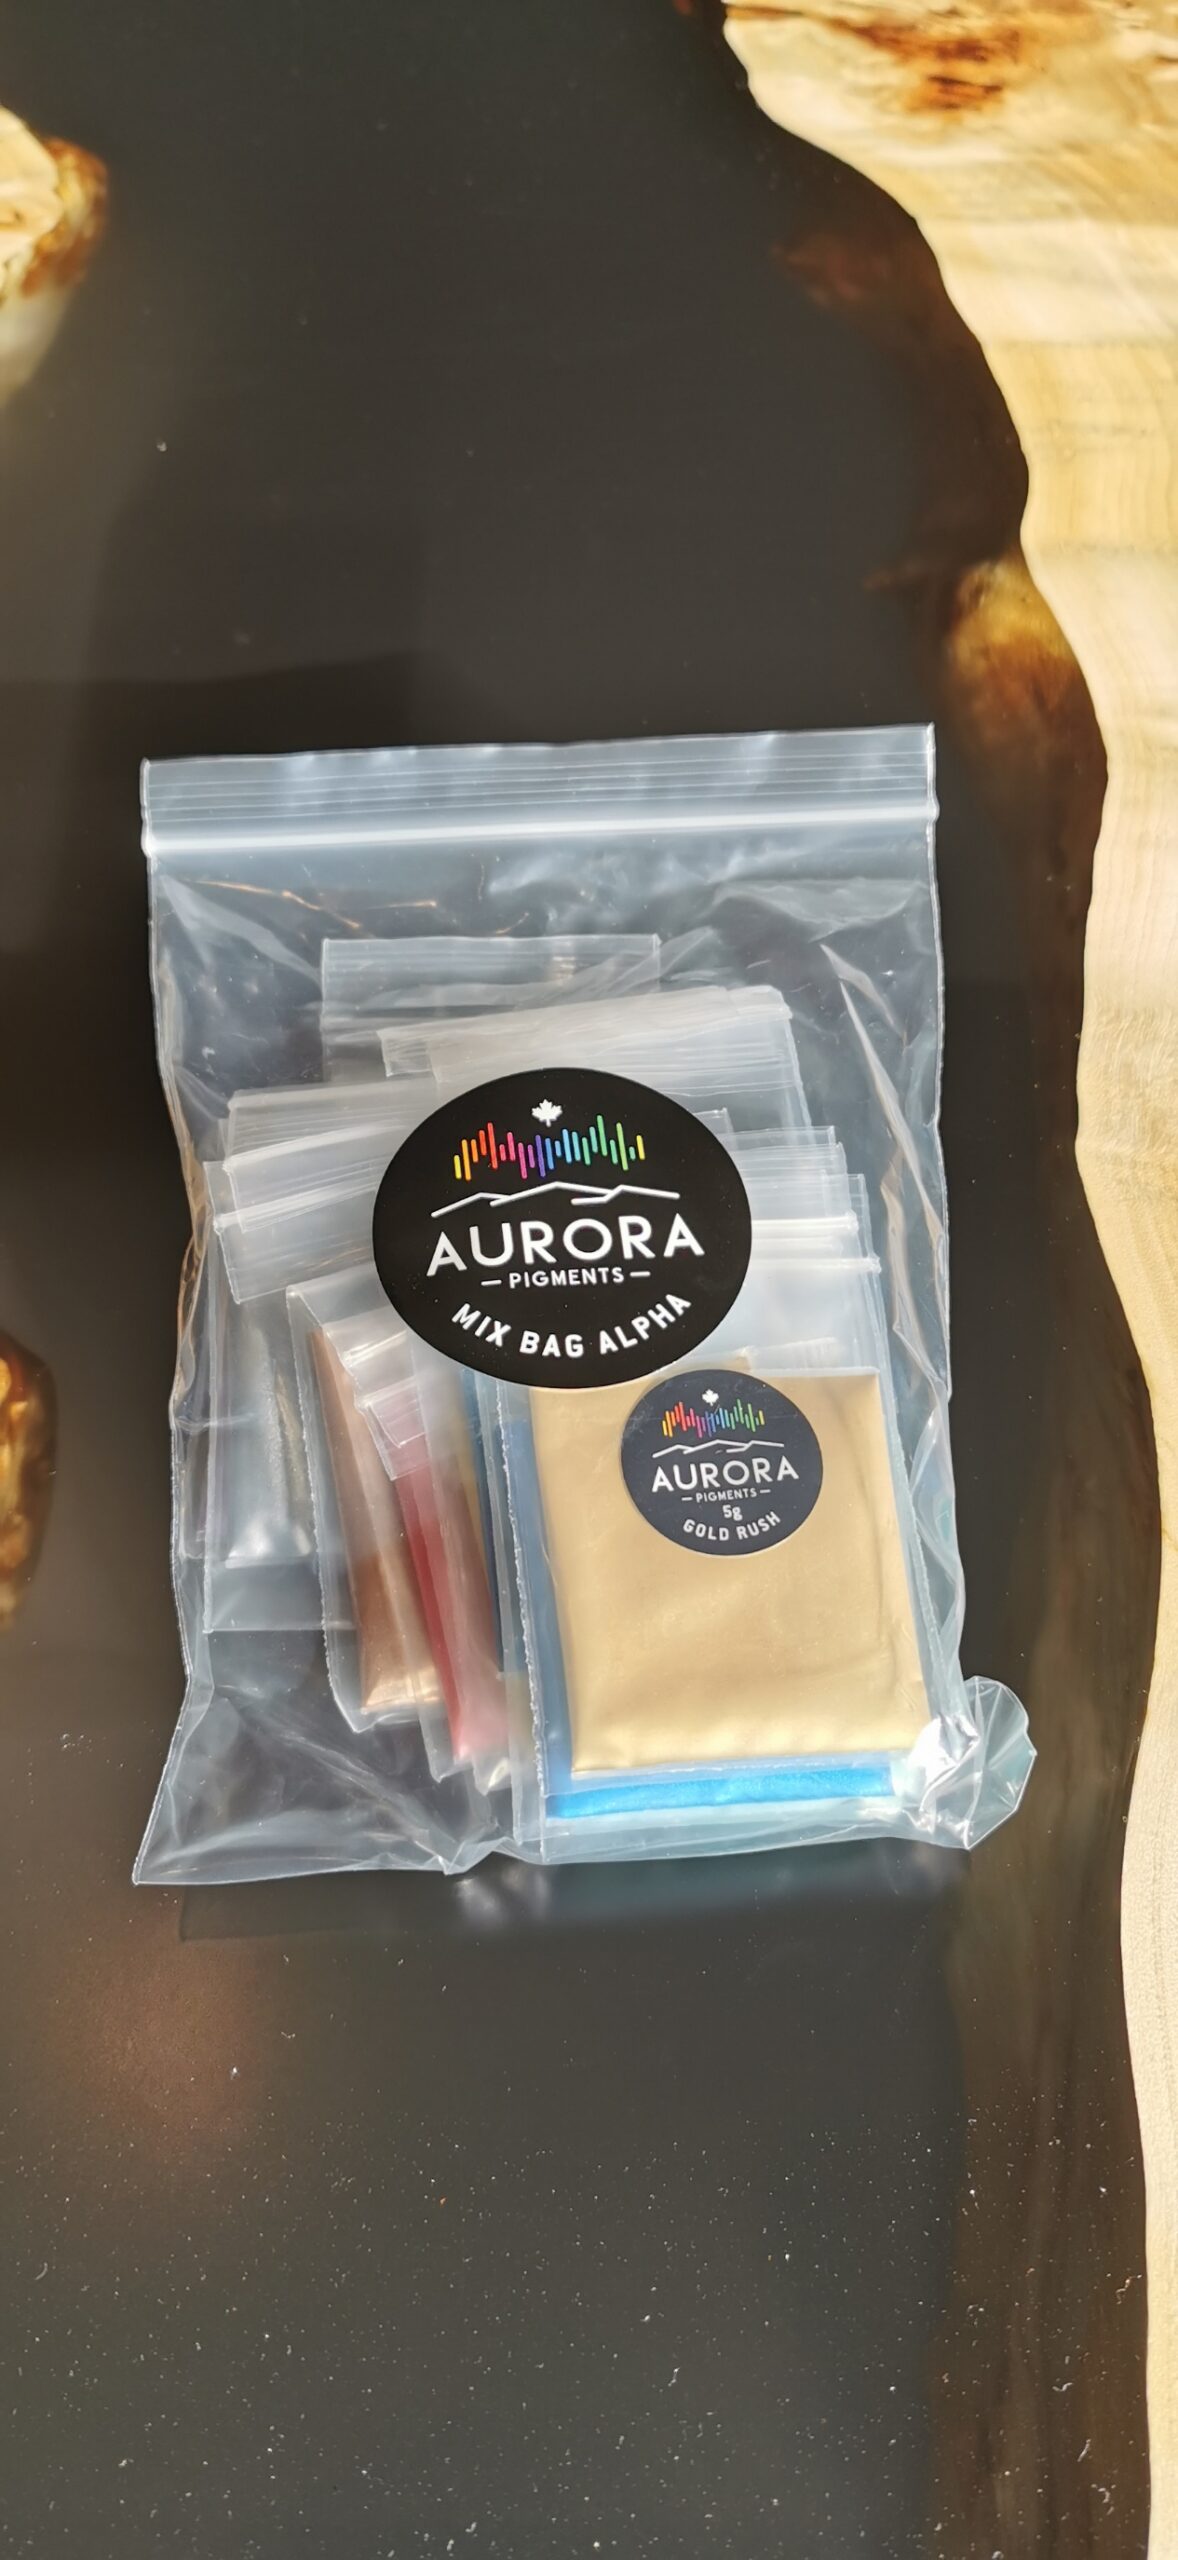 AURORA
PIGMENTS
MIX BAG ALPHA
AURORA
PIGMENTS
5g
GOLD RUSH